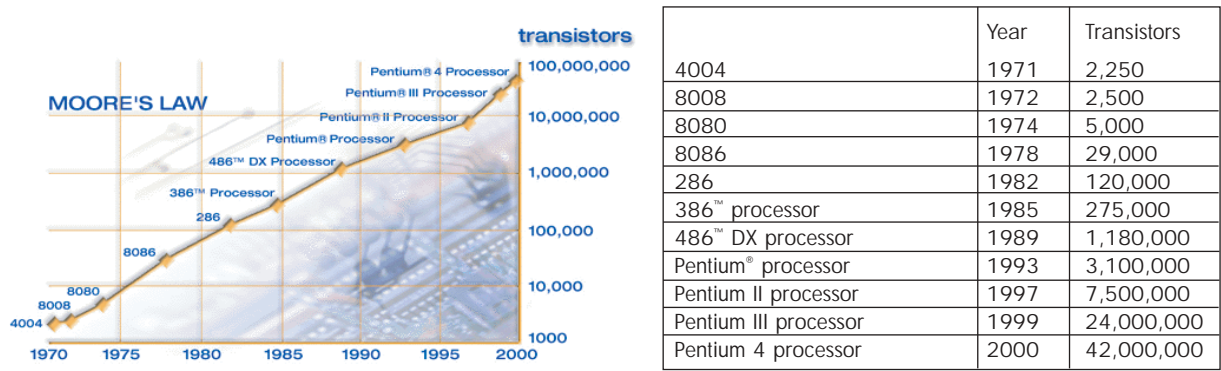 transistors
Pentium® 4 Processor 100,000,000
Pentium® III Processor
MOORE'S LAW
Pentium® II Processor 10,000,000
Pentium® Processor
486™ DX Processor
1,000,000
386™ Processor
286
100,000
8086
8080
10,000
8008
4004
1000
1970 1975 1980 1985 1990 1995 2000
Year Transistors
4004 1971 2,250
8008 1972 2,500
8080 1974 5,000
8086 1978 29,000
286 1982 120,000
386™ processor 1985 275,000
486™ DX processor 1989 1,180,000
Pentium® processor 1993 3,100,000
Pentium II processor 1997 7,500,000
Pentium III processor 1999 24,000,000
Pentium 4 processor 2000 42,000,000